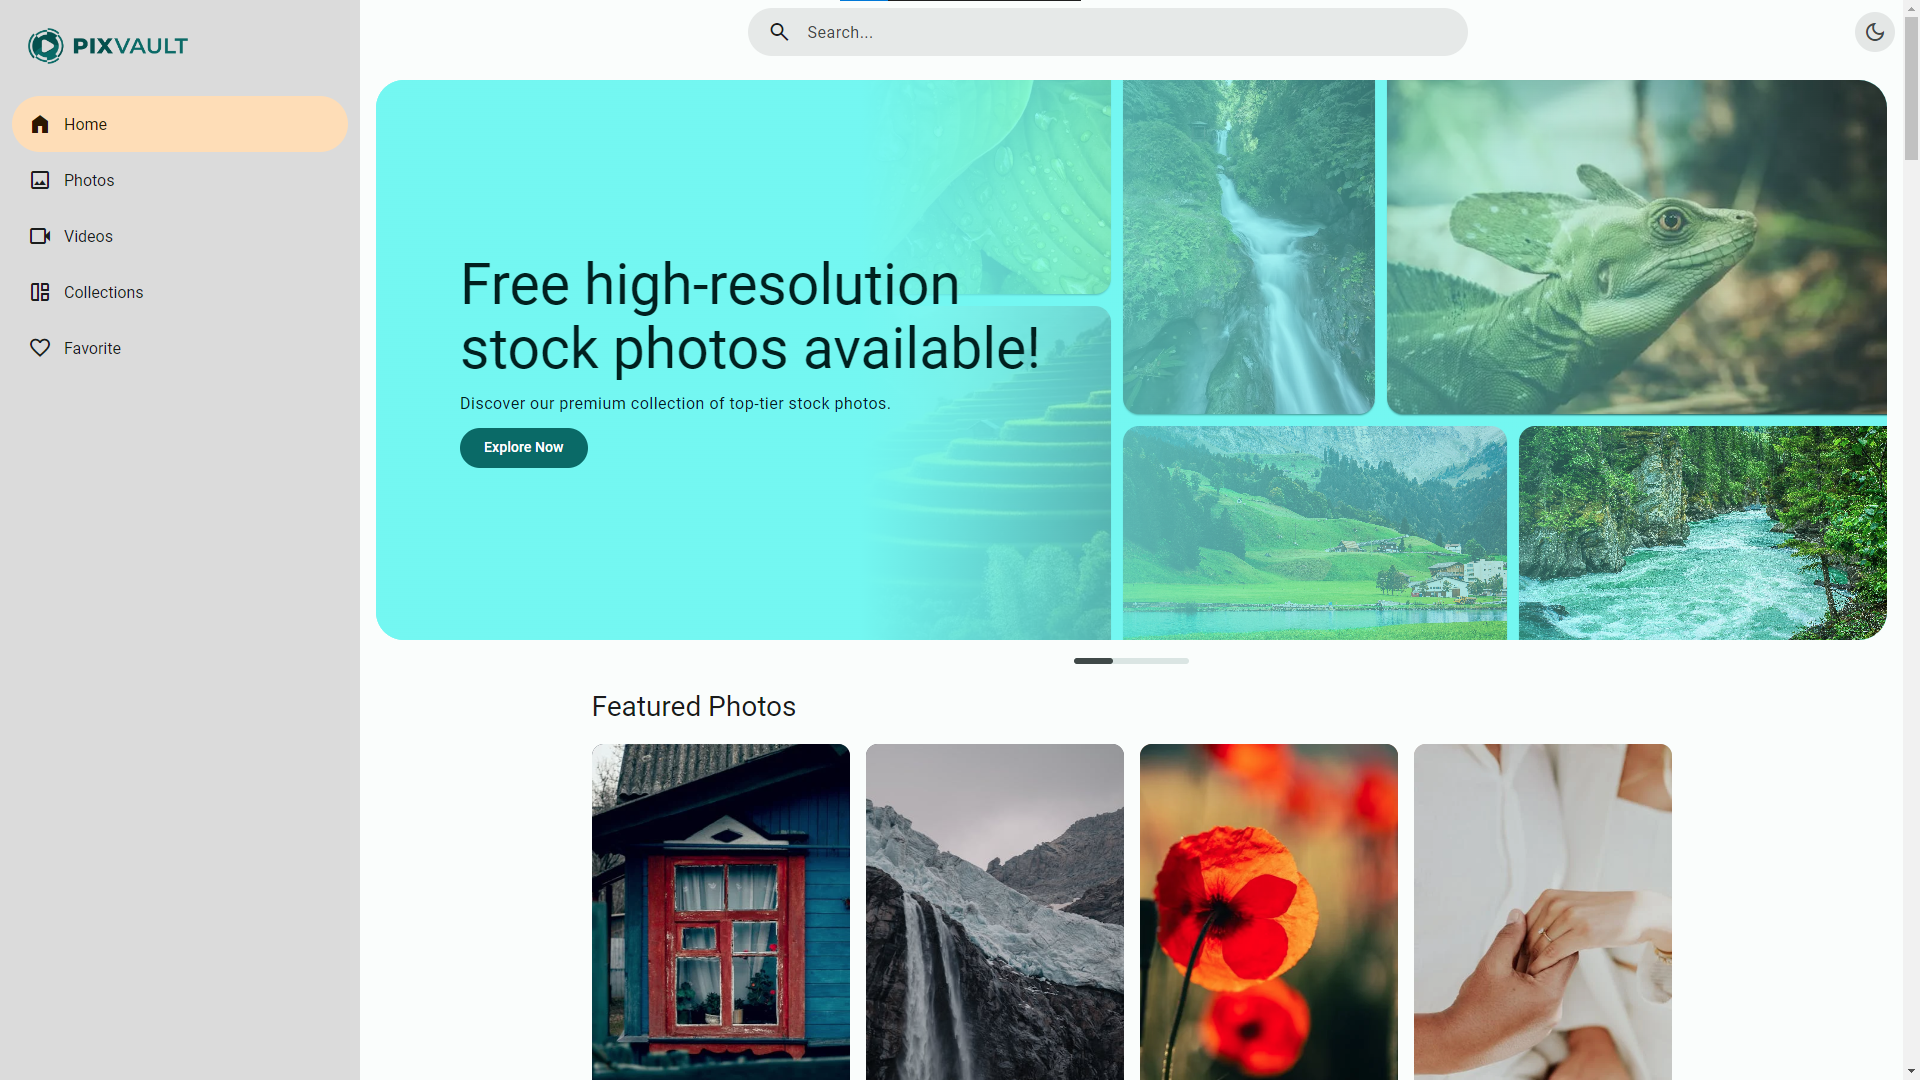 PIXVAULT
Search...
Home
Photos
Videos
Collections
Favorite
Free high-resolution
stock photos available!
Discover our premium collection of top-tier stock photos.
Explore Now
Featured Photos